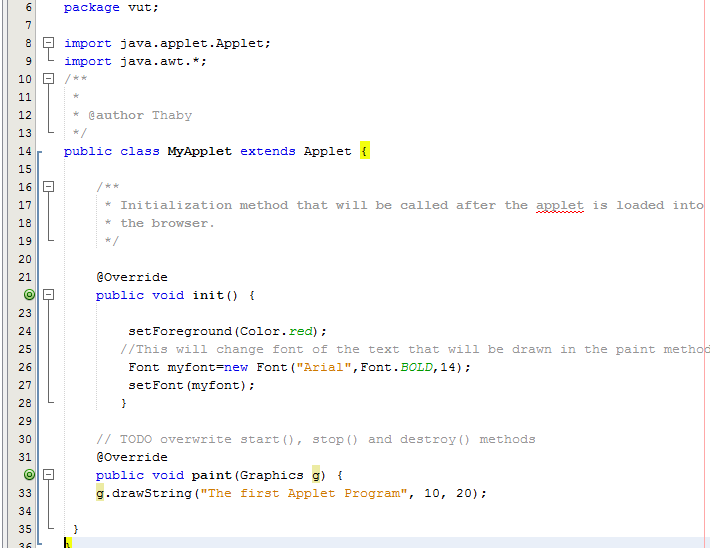 6 package vut;
7
8 import java.applet.Applet;
9 import java.awt.*;
10 /**
11 *
12 * @author Thaby
13 */
14 public class MyApplet extends Applet {
15
16 /**
17 * Initialization method that will be called after the applet is loaded into
18 * the browser.
19 */
20
21 @Override
public void init() {
23
24 setForeground(Color.red);
25 //This will change font of the text that will be drawn in the paint method
26 Font myfont=new Font("Arial",Font.BOLD,14);
27 setFont(myfont);
28 }
29
30 // TODO overwrite start(), stop() and destroy() methods
31 @Override
public void paint(Graphics g) {
33 g.drawString("The first Applet Program", 10, 20);
34
35 }
36 }